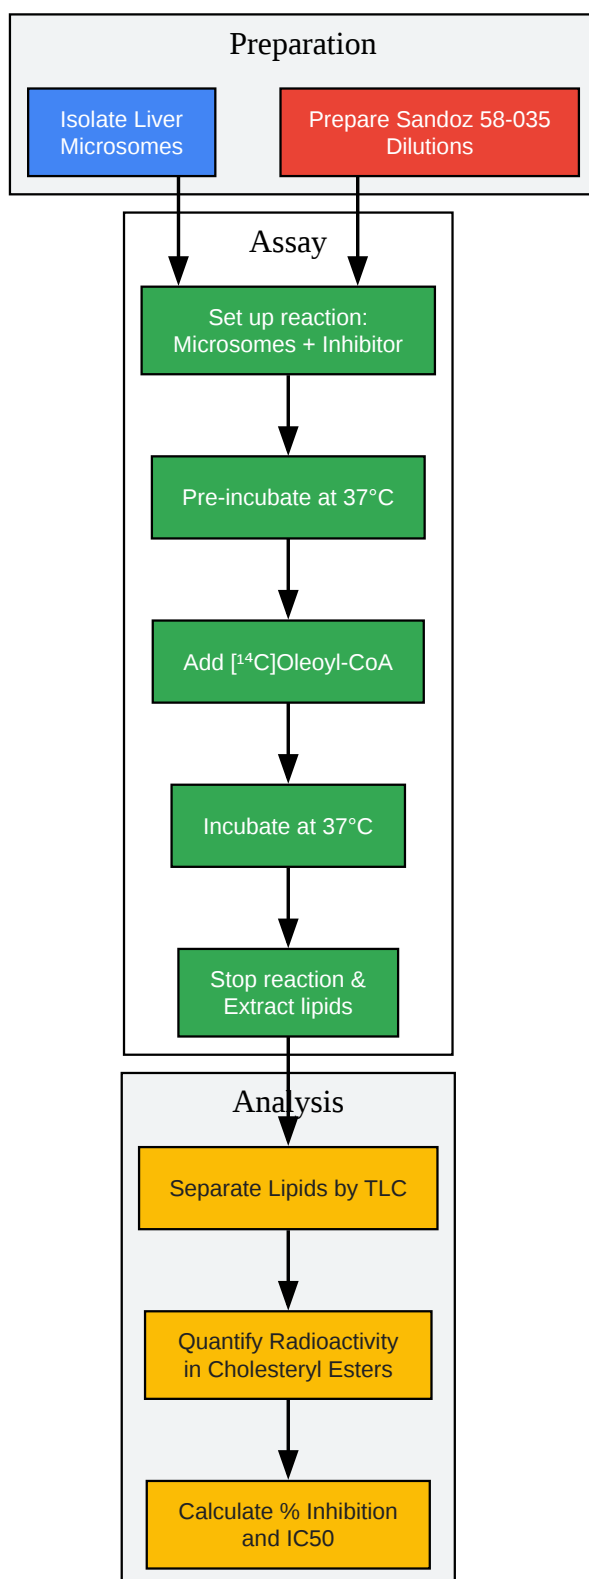 Preparation
Isolate Liver
Microsomes
Prepare Sandoz 58-035
Dilutions
Assay
Set up reaction:
Microsomes + Inhibitor
Pre-incubate at 37°C
Add [¹⁴C]Oleoyl-CoA
Incubate at 37°C
Stop reaction &
Extract lipids
Analysis
Separate Lipids by TLC
Quantify Radioactivity
in Cholesteryl Esters
Calculate % Inhibition
and IC50